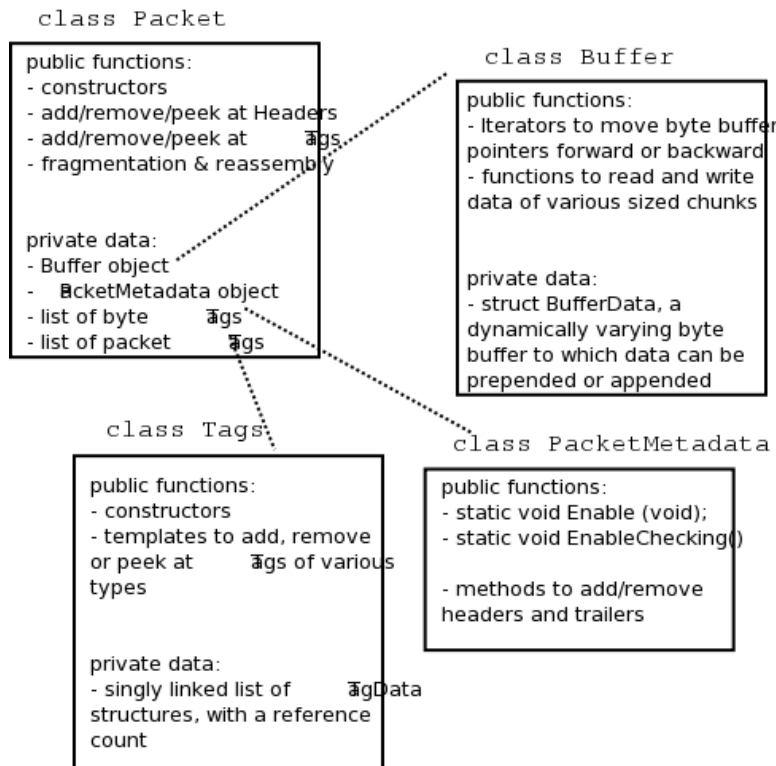 class Packet
public functions:
- constructors
- add/remove/peek at Headers
- add/remove/peek at Tags
- fragmentation & reassembly
private data:
- Buffer object
- PacketMetadata object
- list of byte Tags
- list of packet Tags
class Buffer
public functions:
- Iterators to move byte buffer
pointers forward or backward
- functions to read and write
data of various sized chunks
private data:
- struct BufferData, a
dynamically varying byte
buffer to which data can be
prepended or appended
class Tags
public functions:
- constructors
- templates to add, remove
or peek at Tags of various
types
private data:
- singly linked list of TagData
structures, with a reference
count
class PacketMetadata
public functions:
- static void Enable (void);
- static void EnableChecking()
- methods to add/remove
headers and trailers